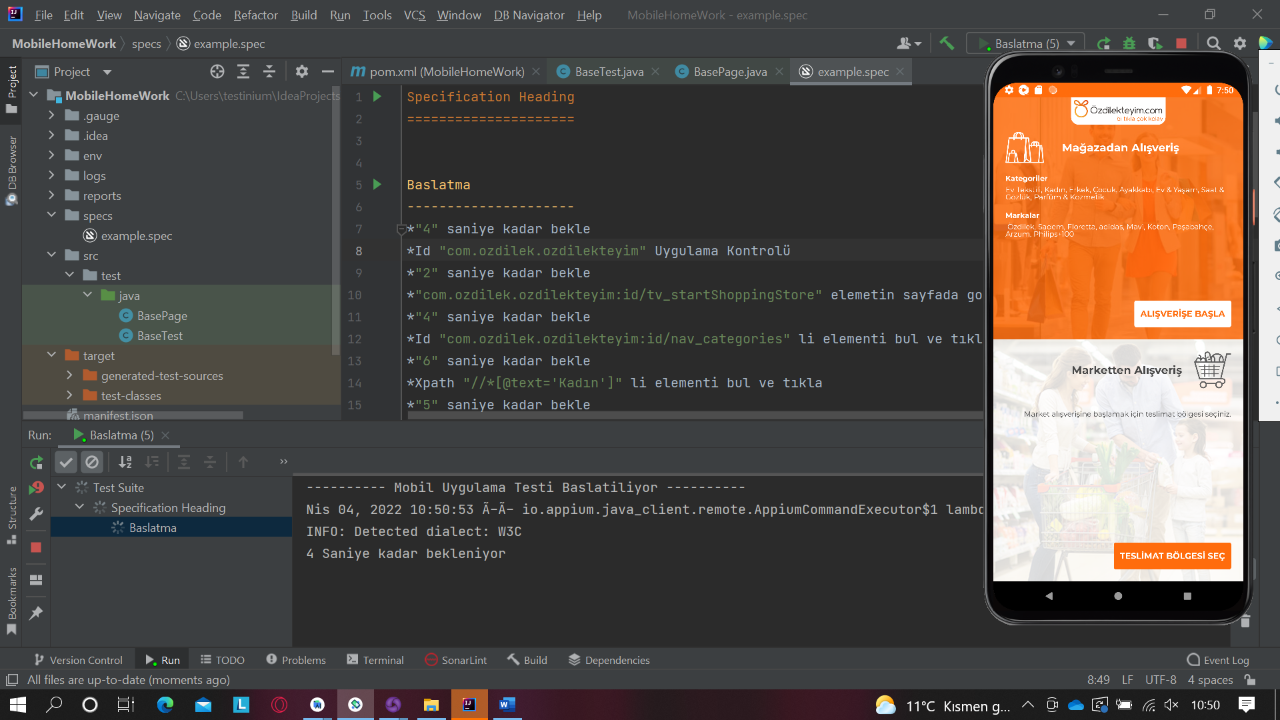 File Edit View Navigate Code Refactor Build Run Tools VCS Window DB Navigator Help MobileHomeWork - example.spec
MobileHomeWork specs example.spec Baslatma (5)
Project
pom.xml (MobileHomeWork) BaseTest.java BasePage.java example.spec
Project
DB Browser
Structure
Bookmarks
MobileHomeWork C:\Users\testinium\IdeaProjects
.gauge
.idea
env
logs
reports
specs
example.spec
src
test
java
BasePage
BaseTest
target
generated-test-sources
test-classes
manifest.json
1 Specification Heading
2 =====================
3
4
5 Baslatma
6 ---------------------
7 *"4" saniye kadar bekle
8 *Id "com.ozdilek.ozdilekteyim" Uygulama Kontrolü
9 *"2" saniye kadar bekle
10 *"com.ozdilek.ozdilekteyim:id/tv_startShoppingStore" elemetin sayfada go
11 *"4" saniye kadar bekle
12 *Id "com.ozdilek.ozdilekteyim:id/nav_categories" li elementi bul ve tıkl
13 *"6" saniye kadar bekle
14 *Xpath "//*[@text='Kadın']" li elementi bul ve tıkla
15 *"5" saniye kadar bekle
Run: Baslatma (5)
Test Suite
Specification Heading
Baslatma
---------- Mobil Uygulama Testi Baslatiliyor ----------
Nis 04, 2022 10:50:53 Ã-Ã- io.appium.java_client.remote.AppiumCommandExecutor$1 lambd
INFO: Detected dialect: W3C
4 Saniye kadar bekleniyor
7:50
Özdilekteyim.com
Mağazadan Alışveriş
Kategoriler
Ev Tekstili, Kadın, Erkek, Çocuk, Ayakkabı, Ev & Yaşam, Saat &
Gözlük, Parfüm & Kozmetik
Markalar
Özdilek, Saqem, Florette, adidas, Mavi, Koton, Paşabahçe,
Arzum, Philips+100
ALIŞVERİŞE BAŞLA
Marketten Alışveriş
Market alışverişine başlamak için teslimat bölgesi seçiniz.
TESLİMAT BÖLGESİ SEÇ
Version Control Run TODO Problems Terminal SonarLint Build Dependencies Event Log
All files are up-to-date (moments ago) 8:49 LF UTF-8 4 spaces
11°C Kısmen g... 10:50